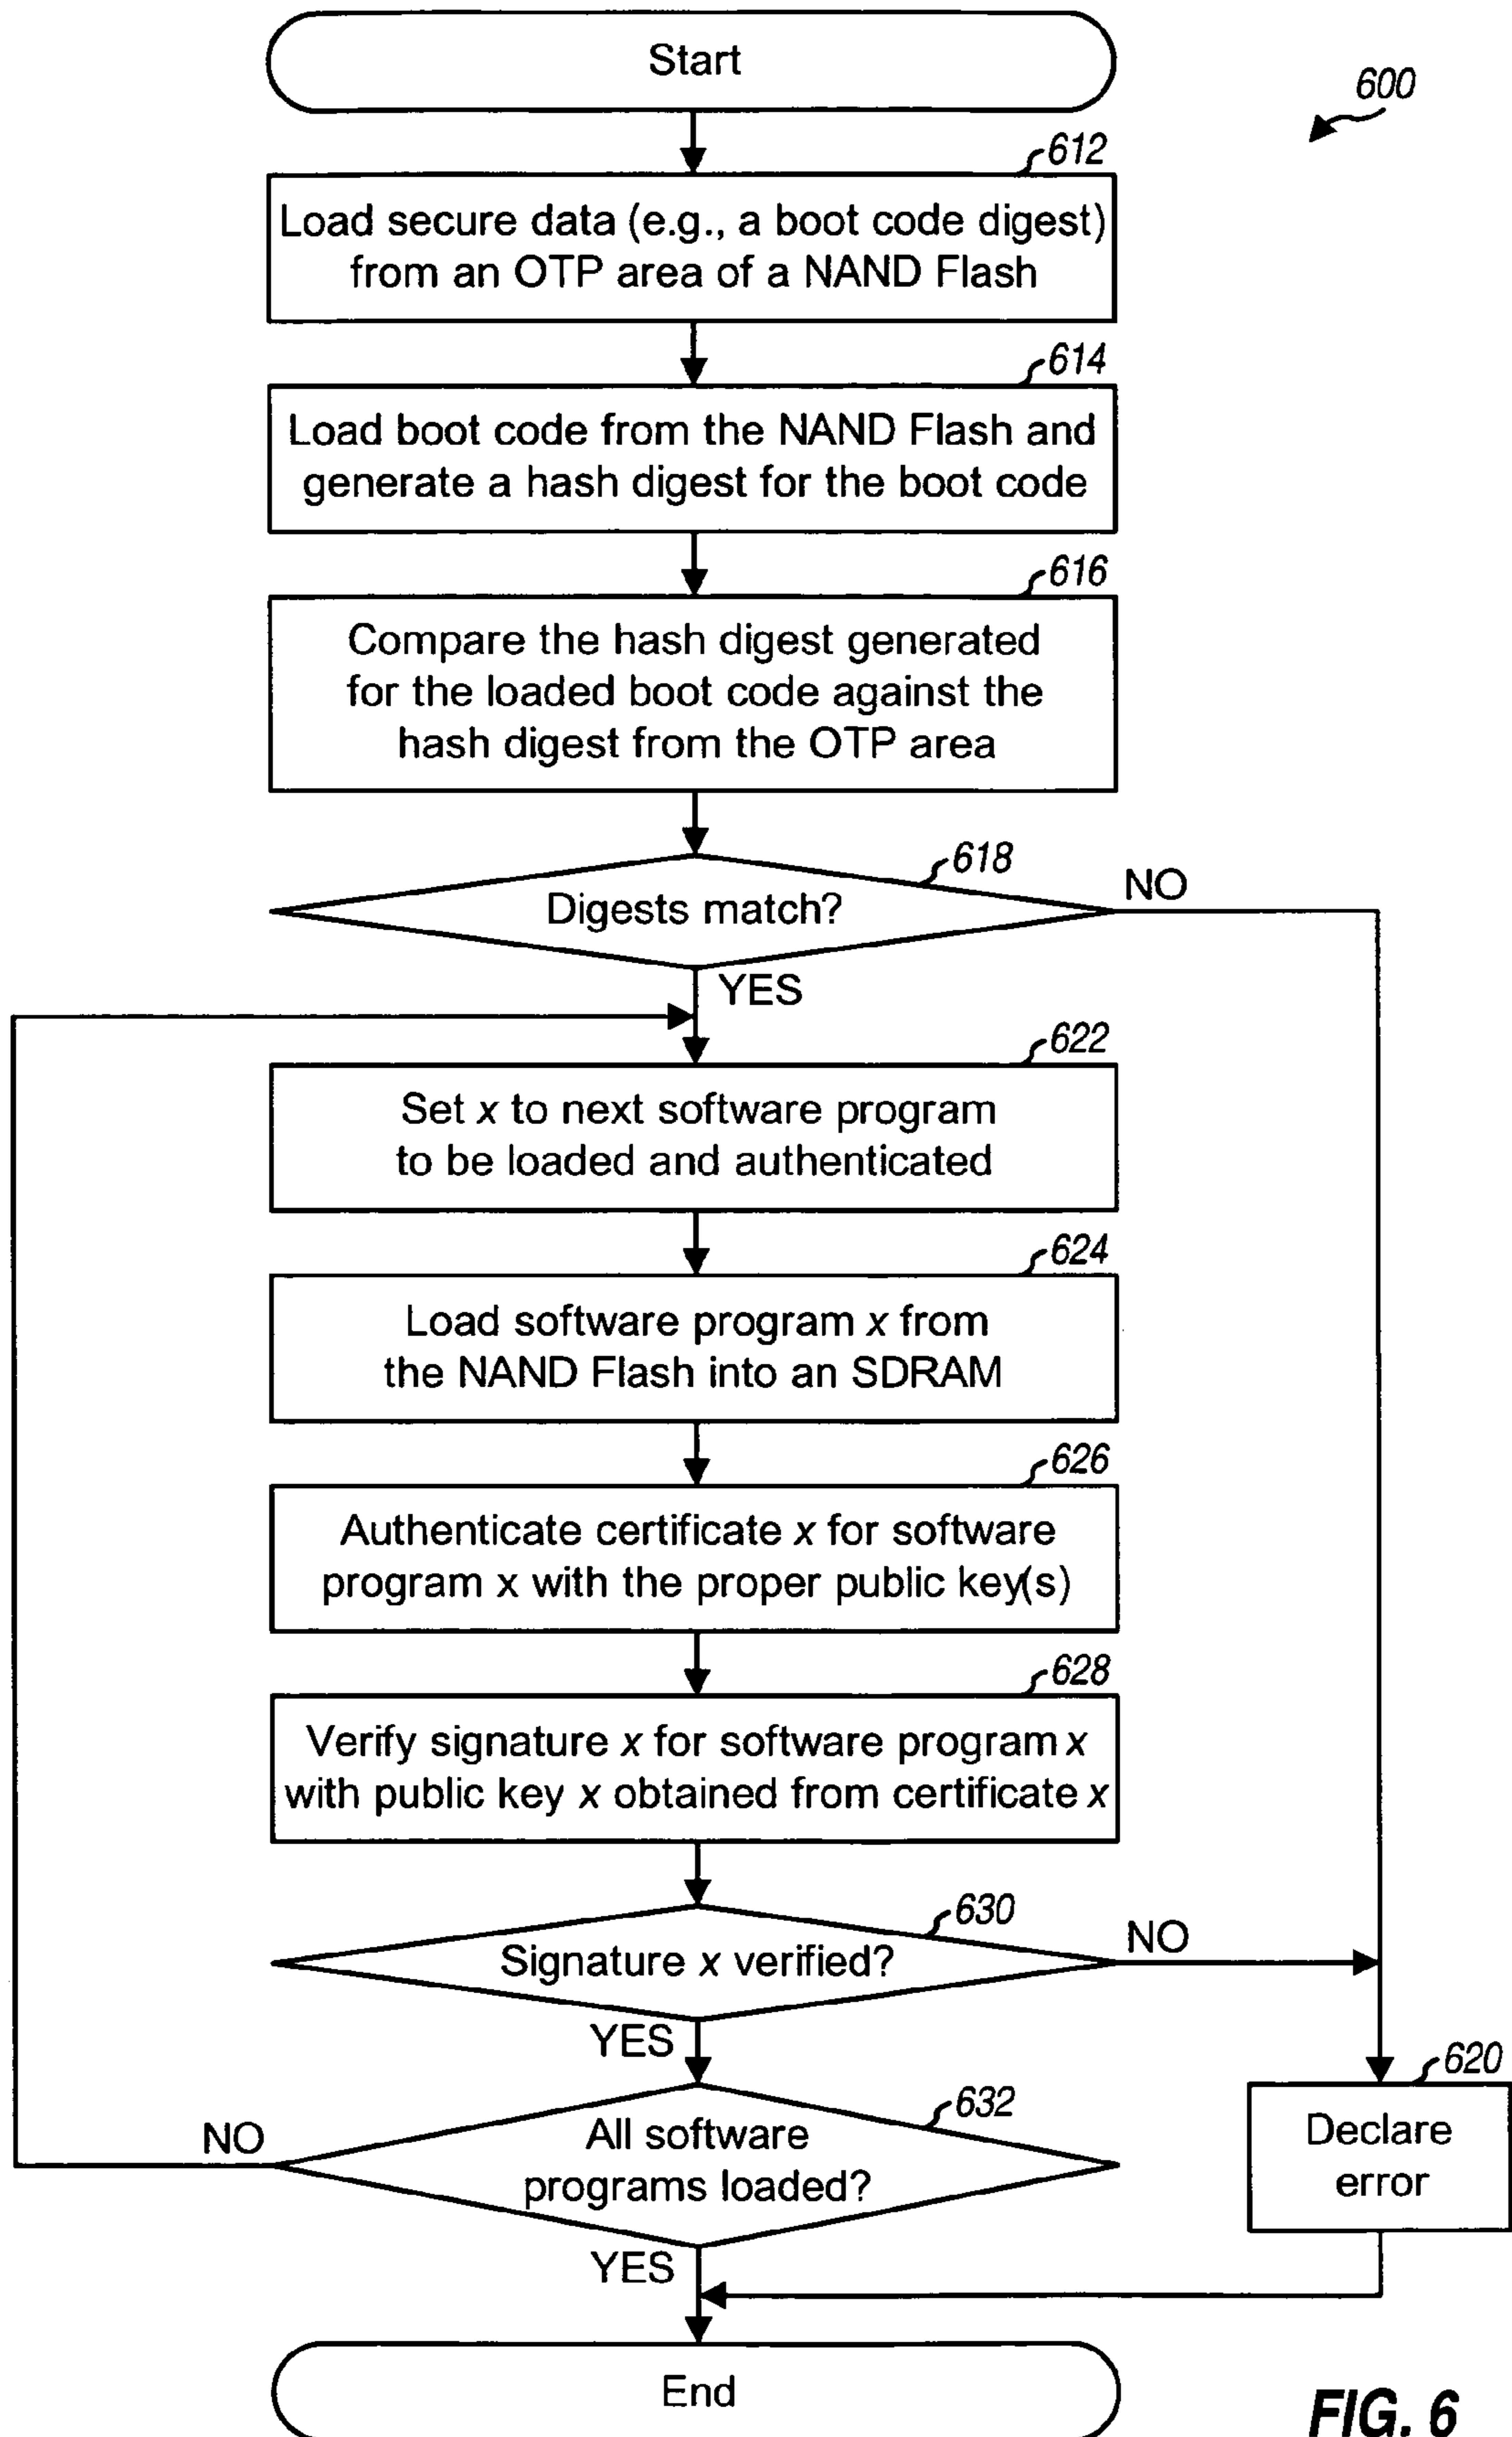 Start
600
612
Load secure data (e.g., a boot code digest)
from an OTP area of a NAND Flash
614
Load boot code from the NAND Flash and
generate a hash digest for the boot code
616
Compare the hash digest generated
for the loaded boot code against the
hash digest from the OTP area
618
Digests match?
NO
YES
622
Set x to next software program
to be loaded and authenticated
624
Load software program x from
the NAND Flash into an SDRAM
626
Authenticate certificate x for software
program x with the proper public key(s)
628
Verify signature x for software program x
with public key x obtained from certificate x
630
Signature x verified?
NO
YES
620
Declare
error
632
All software
programs loaded?
NO
YES
End
FIG. 6